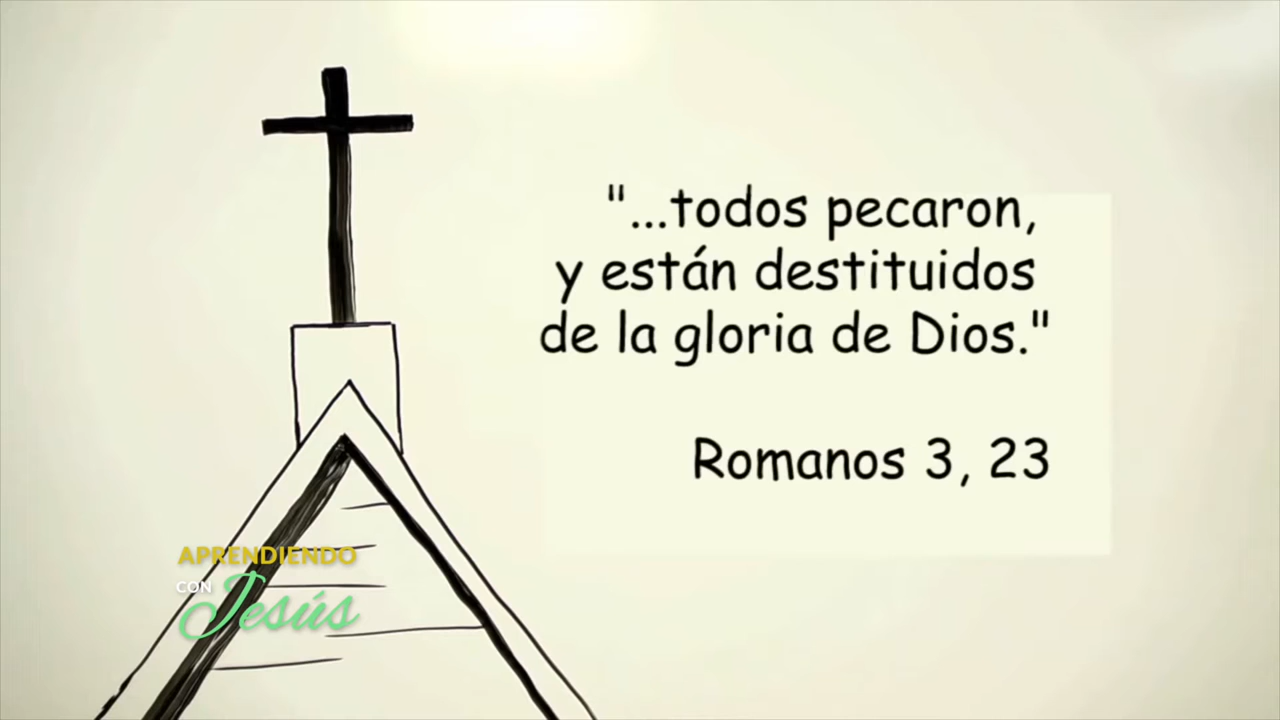 "...todos pecaron,
y están destituidos
de la gloria de Dios."
Romanos 3, 23
APRENDIENDO
CON
Jesús